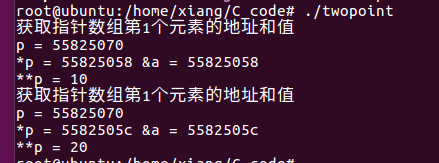 root@ubuntu:/home/xiang/C_code# ./twopoint
获取指针数组第1个元素的地址和值
p = 55825070
*p = 55825058 &a = 55825058
**p = 10
获取指针数组第1个元素的地址和值
p = 55825070
*p = 5582505c &a = 5582505c
**p = 20
root@ubuntu:/home/xiang/C_code#